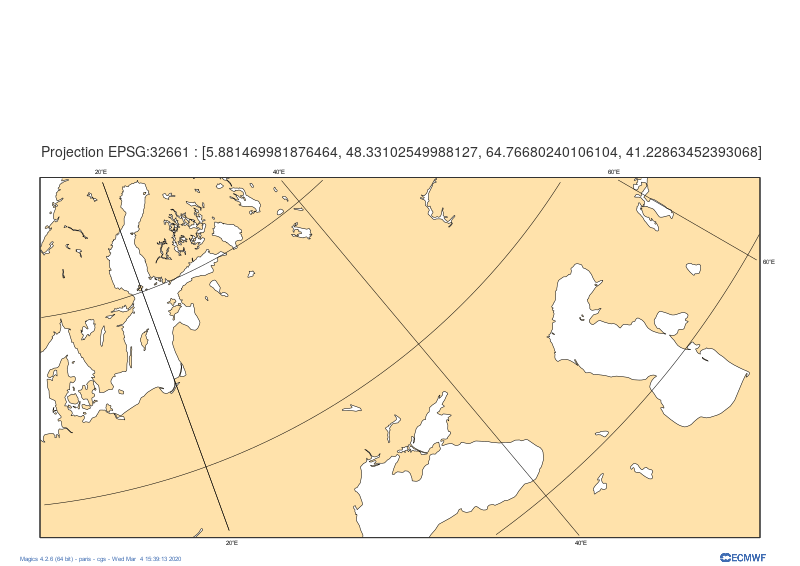 Projection EPSG:32661 : [5.881469981876464, 48.33102549988127, 64.76680240106104, 41.22863452393068]
20°E 40°E 60°E
60°E
20°E 40°E
Magics 4.2.6 (64 bit) - paris - cgs - Wed Mar 4 15:39:13 2020 ECMWF